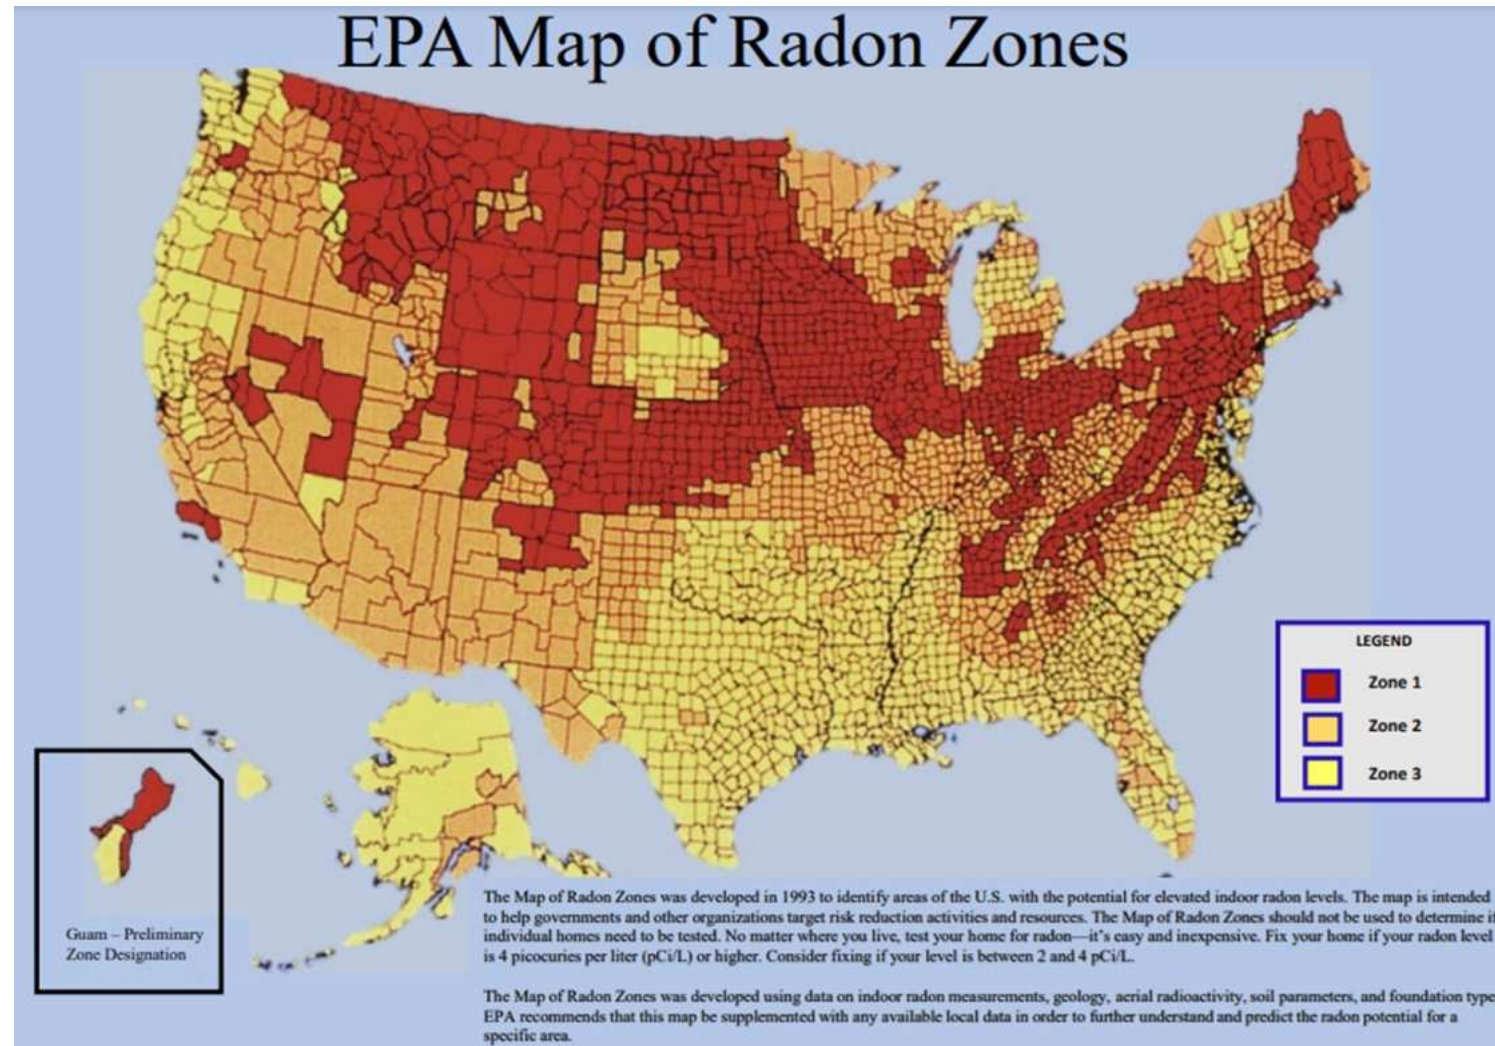 EPA Map of Radon Zones
LEGEND
Zone 1
Zone 2
Zone 3
Guam – Preliminary
Zone Designation
The Map of Radon Zones was developed in 1993 to identify areas of the U.S. with the potential for elevated indoor radon levels. The map is intended
to help governments and other organizations target risk reduction activities and resources. The Map of Radon Zones should not be used to determine if
individual homes need to be tested. No matter where you live, test your home for radon—it’s easy and inexpensive. Fix your home if your radon level
is 4 picocuries per liter (pCi/L) or higher. Consider fixing if your level is between 2 and 4 pCi/L.
The Map of Radon Zones was developed using data on indoor radon measurements, geology, aerial radioactivity, soil parameters, and foundation type
EPA recommends that this map be supplemented with any available local data in order to further understand and predict the radon potential for a
specific area.